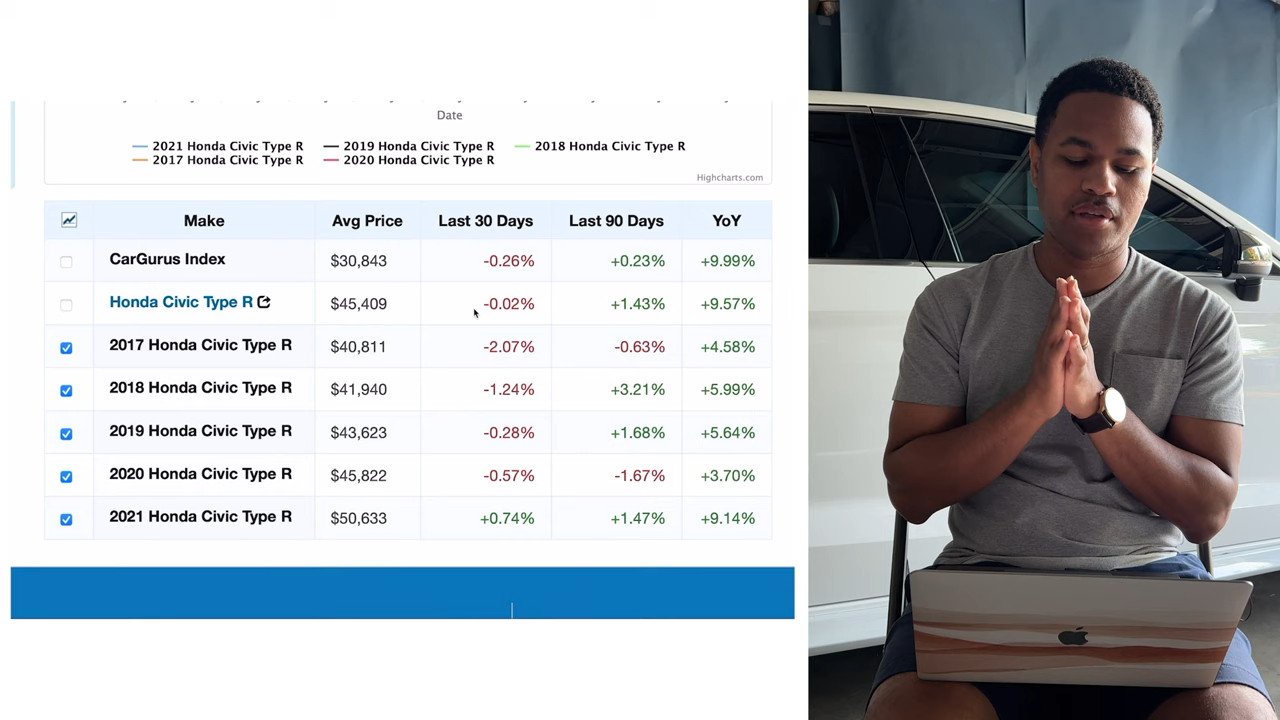 Date
2021 Honda Civic Type R 2019 Honda Civic Type R 2018 Honda Civic Type R
2017 Honda Civic Type R 2020 Honda Civic Type R
Highcharts.com
Make Avg Price Last 30 Days Last 90 Days YoY
CarGurus Index $30,843 -0.26% +0.23% +9.99%
Honda Civic Type R $45,409 -0.02% +1.43% +9.57%
2017 Honda Civic Type R $40,811 -2.07% -0.63% +4.58%
2018 Honda Civic Type R $41,940 -1.24% +3.21% +5.99%
2019 Honda Civic Type R $43,623 -0.28% +1.68% +5.64%
2020 Honda Civic Type R $45,822 -0.57% -1.67% +3.70%
2021 Honda Civic Type R $50,633 +0.74% +1.47% +9.14%